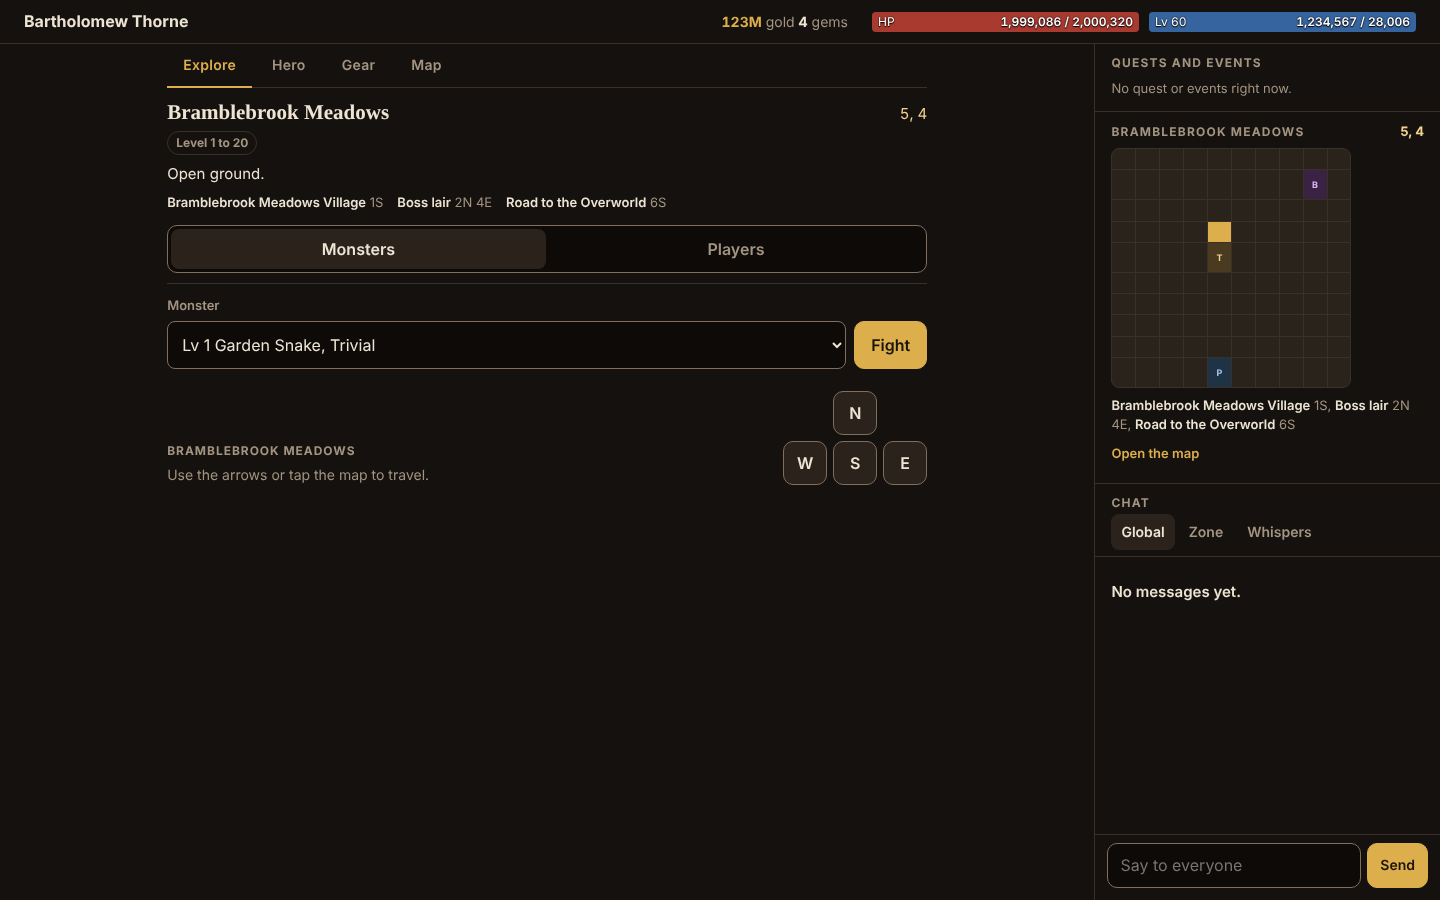 Bartholomew Thorne
123M gold 4 gems
HP 1,999,086 / 2,000,320
Lv 60 1,234,567 / 28,006
Explore Hero Gear Map
Bramblebrook Meadows 5, 4
Level 1 to 20
Open ground.
Bramblebrook Meadows Village 1S Boss lair 2N 4E Road to the Overworld 6S
Monsters Players
Monster
Lv 1 Garden Snake, Trivial Fight
N
W S E
BRAMBLEBROOK MEADOWS
Use the arrows or tap the map to travel.
QUESTS AND EVENTS
No quest or events right now.
BRAMBLEBROOK MEADOWS 5, 4
B
T
P
Bramblebrook Meadows Village 1S, Boss lair 2N
4E, Road to the Overworld 6S
Open the map
CHAT
Global Zone Whispers
No messages yet.
Say to everyone Send